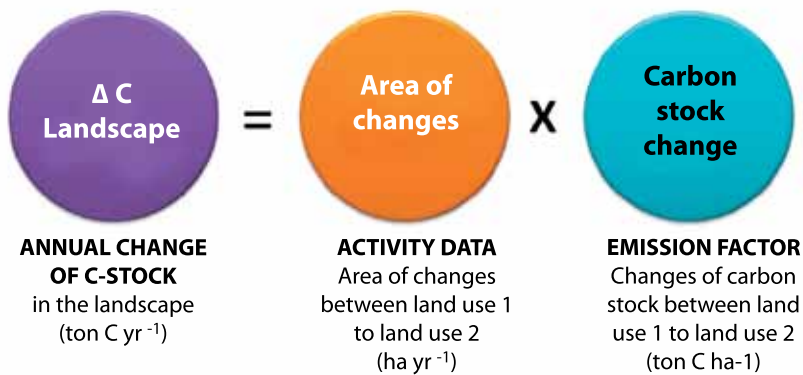 Δ C
Landscape
=
Area of
changes
X
Carbon
stock
change
ANNUAL CHANGE
OF C-STOCK
in the landscape
(ton C yr -1)
ACTIVITY DATA
Area of changes
between land use 1
to land use 2
(ha yr -1)
EMISSION FACTOR
Changes of carbon
stock between land
use 1 to land use 2
(ton C ha-1)